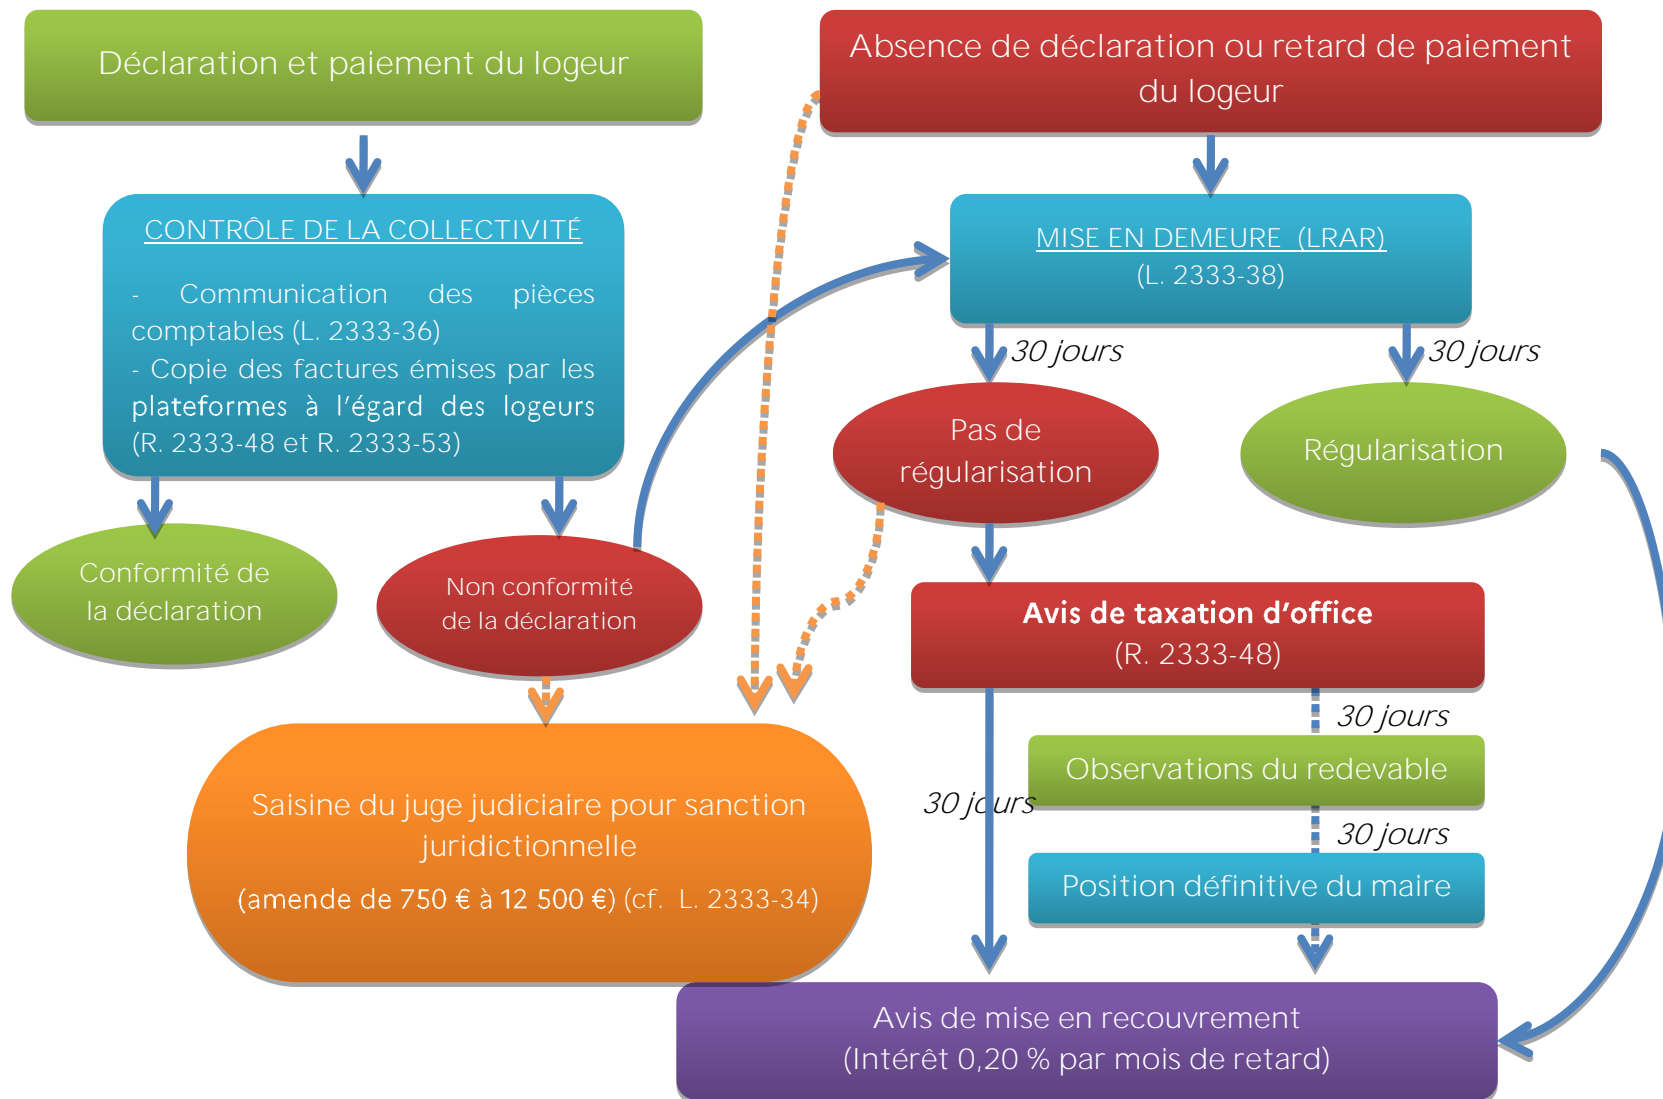 Déclaration et paiement du logeur
Absence de déclaration ou retard de paiement
du logeur
CONTRÔLE DE LA COLLECTIVITÉ
- Communication des pièces
comptables (L. 2333-36)
- Copie des factures émises par les
plateformes à l'égard des logeurs
(R. 2333-48 et R. 2333-53)
MISE EN DEMEURE (LRAR)
(L. 2333-38)
30 jours
30 jours
Pas de
régularisation
Régularisation
Conformité de
la déclaration
Non conformité
de la déclaration
Avis de taxation d'office
(R. 2333-48)
30 jours
Observations du redevable
30 jours
30 jours
Position définitive du maire
Saisine du juge judiciaire pour sanction
juridictionnelle
(amende de 750 € à 12 500 €) (cf. L. 2333-34)
Avis de mise en recouvrement
(Intérêt 0,20 % par mois de retard)